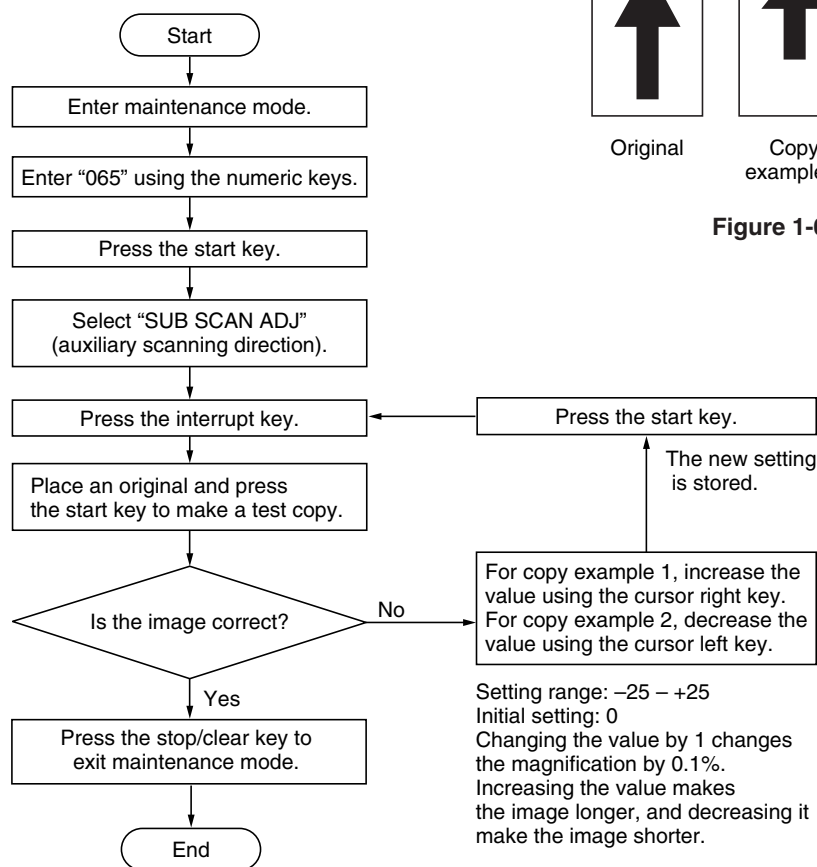 Start
Enter maintenance mode.
Enter “065” using the numeric keys.
Press the start key.
Select “SUB SCAN ADJ”
(auxiliary scanning direction).
Press the interrupt key.
Place an original and press
the start key to make a test copy.
Is the image correct?
Yes
Press the stop/clear key to
exit maintenance mode.
End
No
For copy example 1, increase the
value using the cursor right key.
For copy example 2, decrease the
value using the cursor left key.
The new setting
is stored.
Press the start key.
Setting range: –25 – +25
Initial setting: 0
Changing the value by 1 changes
the magnification by 0.1%.
Increasing the value makes
the image longer, and decreasing it
make the image shorter.
Original
Copy
example
Figure 1-6